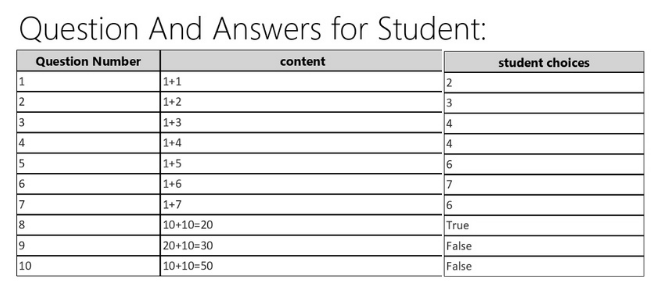 Question And Answers for Student:
Question Number content student choices
1 1+1 2
2 1+2 3
3 1+3 4
4 1+4 4
5 1+5 6
6 1+6 7
7 1+7 6
8 10+10=20 True
9 20+10=30 False
10 10+10=50 False